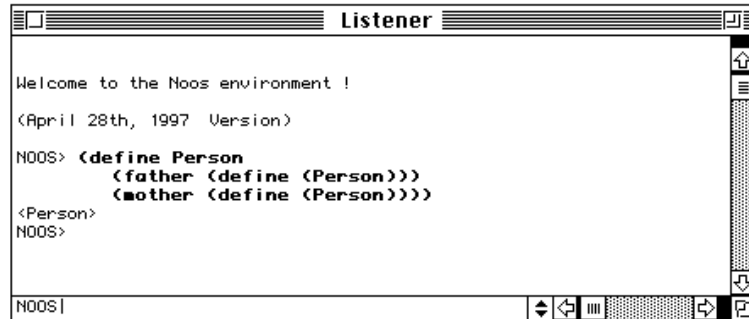 Listener
Welcome to the Noos environment !
(April 28th, 1997  Version)
NOOS> (define Person
(father (define (Person)))
(mother (define (Person))))
<Person>
NOOS>
NOOS